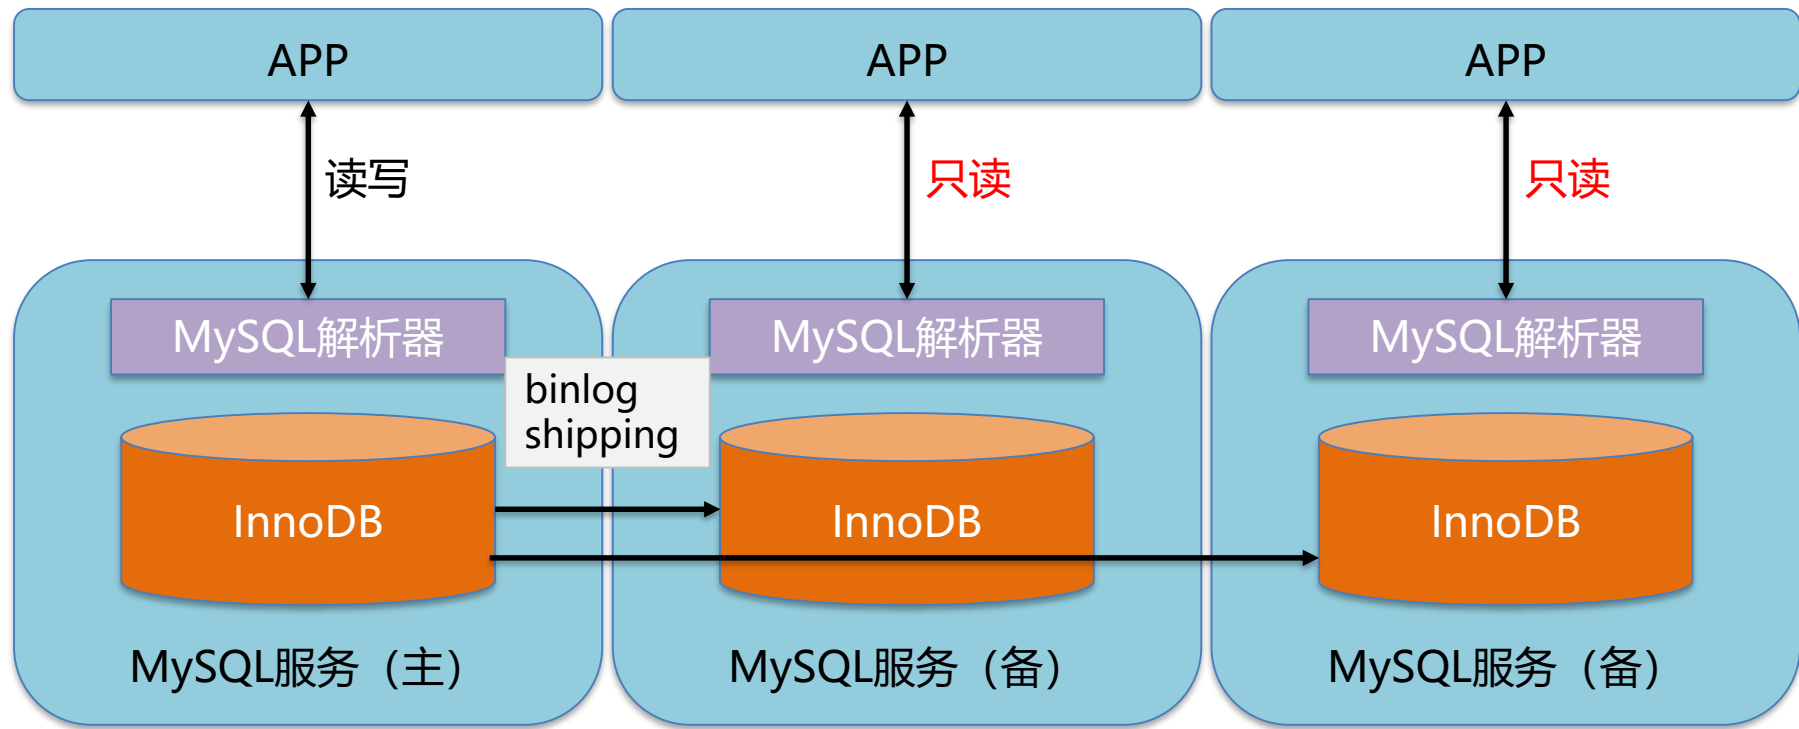 APP
APP
APP
读写
只读
只读
MySQL解析器
MySQL解析器
MySQL解析器
binlog
shipping
InnoDB
InnoDB
InnoDB
MySQL服务（主）
MySQL服务（备）
MySQL服务（备）